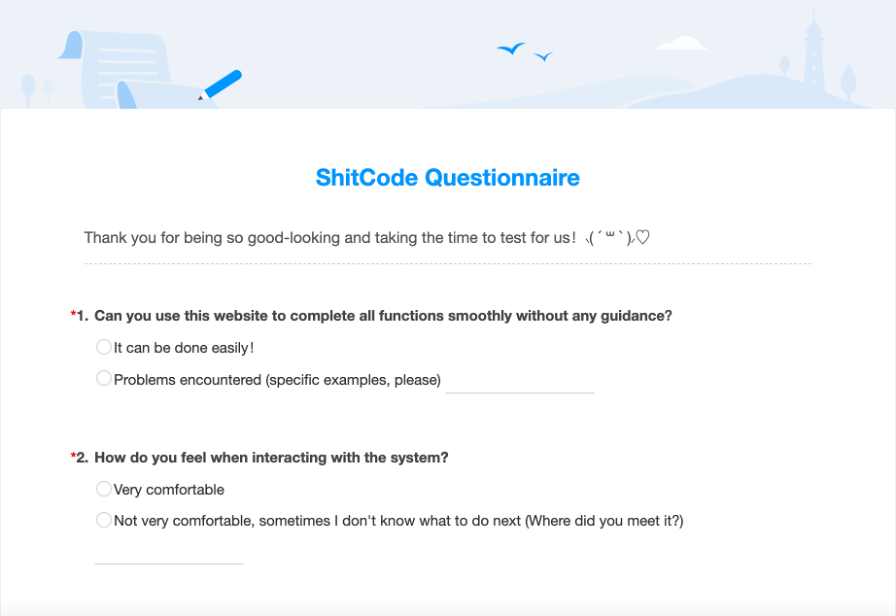 ShitCode Questionnaire
Thank you for being so good-looking and taking the time to test for us! ⸜( ´ ꒳ ` )⸝♡
*1. Can you use this website to complete all functions smoothly without any guidance?
It can be done easily!
Problems encountered (specific examples, please)
*2. How do you feel when interacting with the system?
Very comfortable
Not very comfortable, sometimes I don't know what to do next (Where did you meet it?)